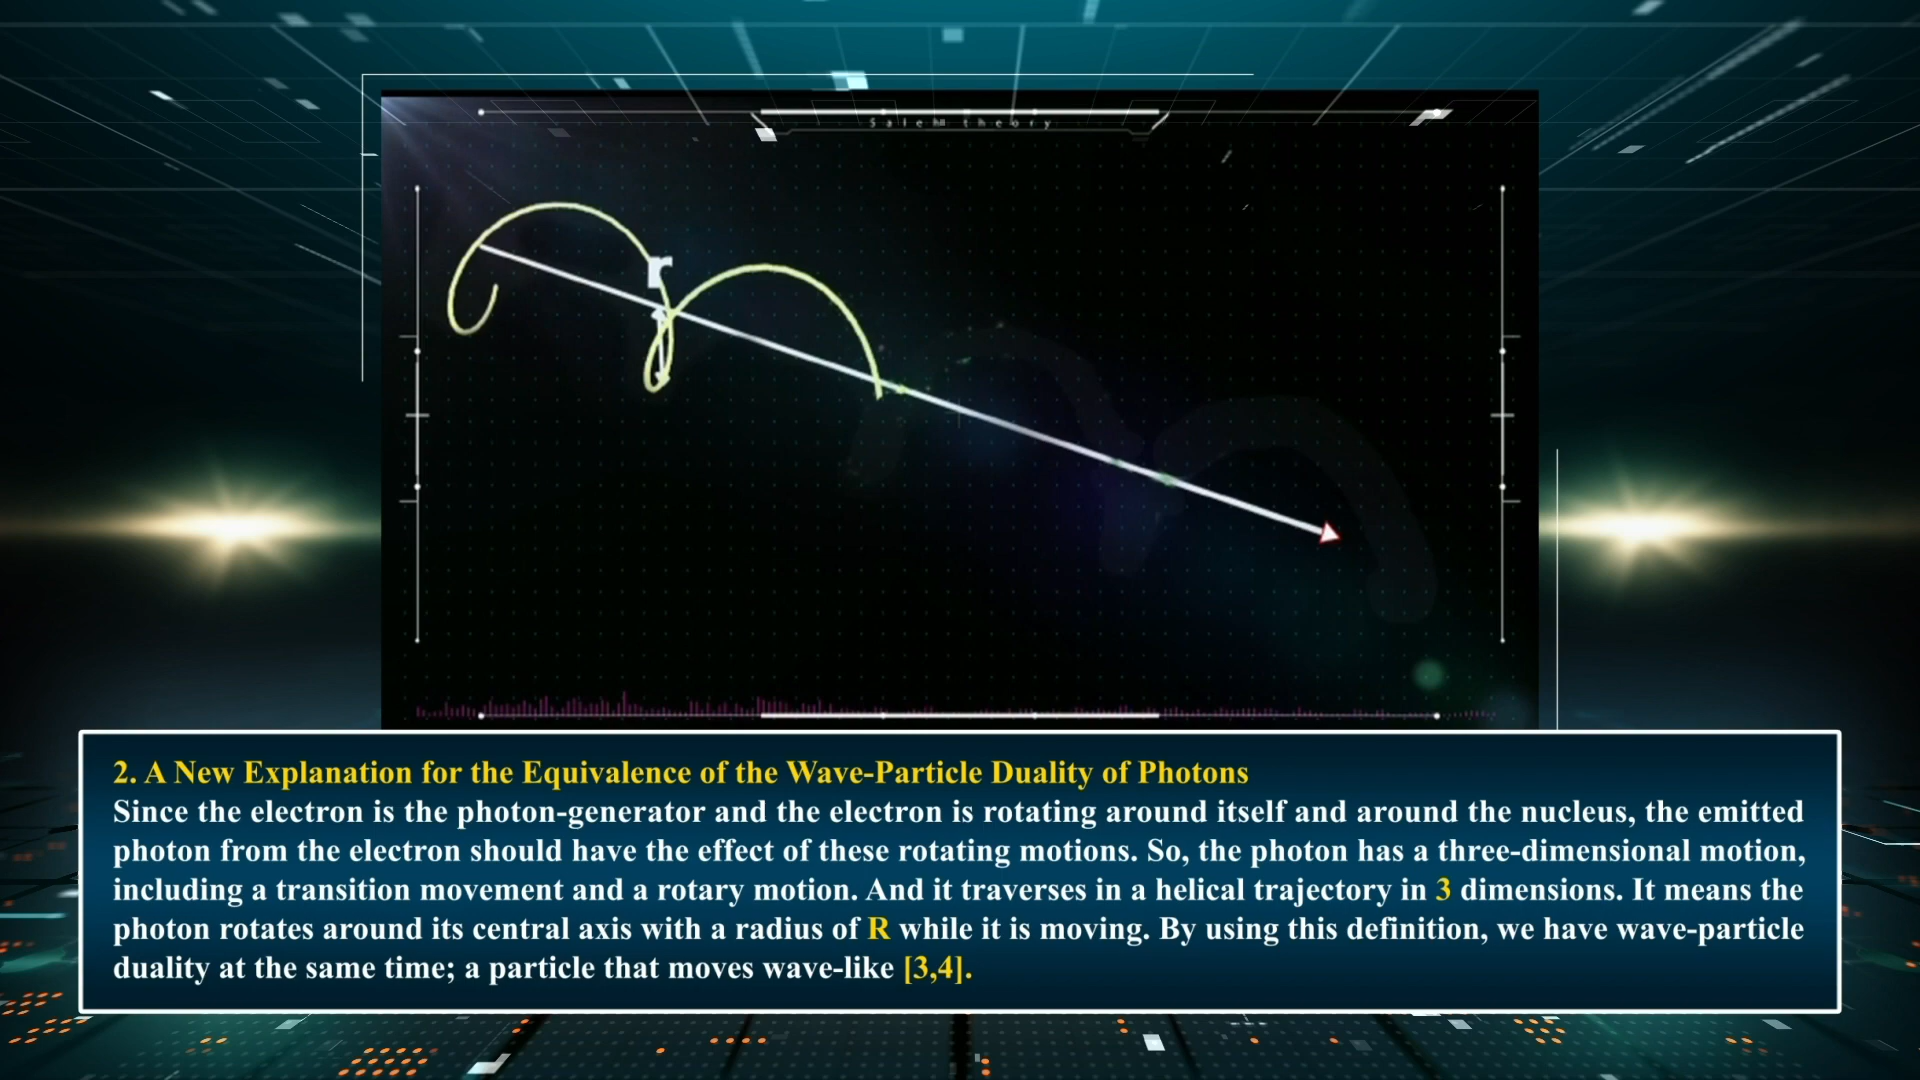 Salem theory
r
2. A New Explanation for the Equivalence of the Wave-Particle Duality of Photons
Since the electron is the photon-generator and the electron is rotating around itself and around the nucleus, the emitted
photon from the electron should have the effect of these rotating motions. So, the photon has a three-dimensional motion,
including a transition movement and a rotary motion. And it traverses in a helical trajectory in 3 dimensions. It means the
photon rotates around its central axis with a radius of R while it is moving. By using this definition, we have wave-particle
duality at the same time; a particle that moves wave-like [3,4].